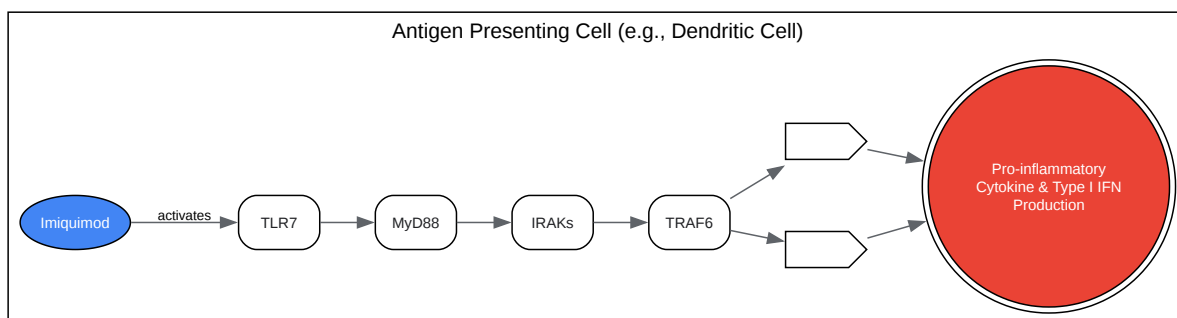 Antigen Presenting Cell (e.g., Dendritic Cell)
Imiquimod
activates
TLR7
MyD88
IRAKs
TRAF6
Pro-inflammatory
Cytokine & Type I IFN
Production